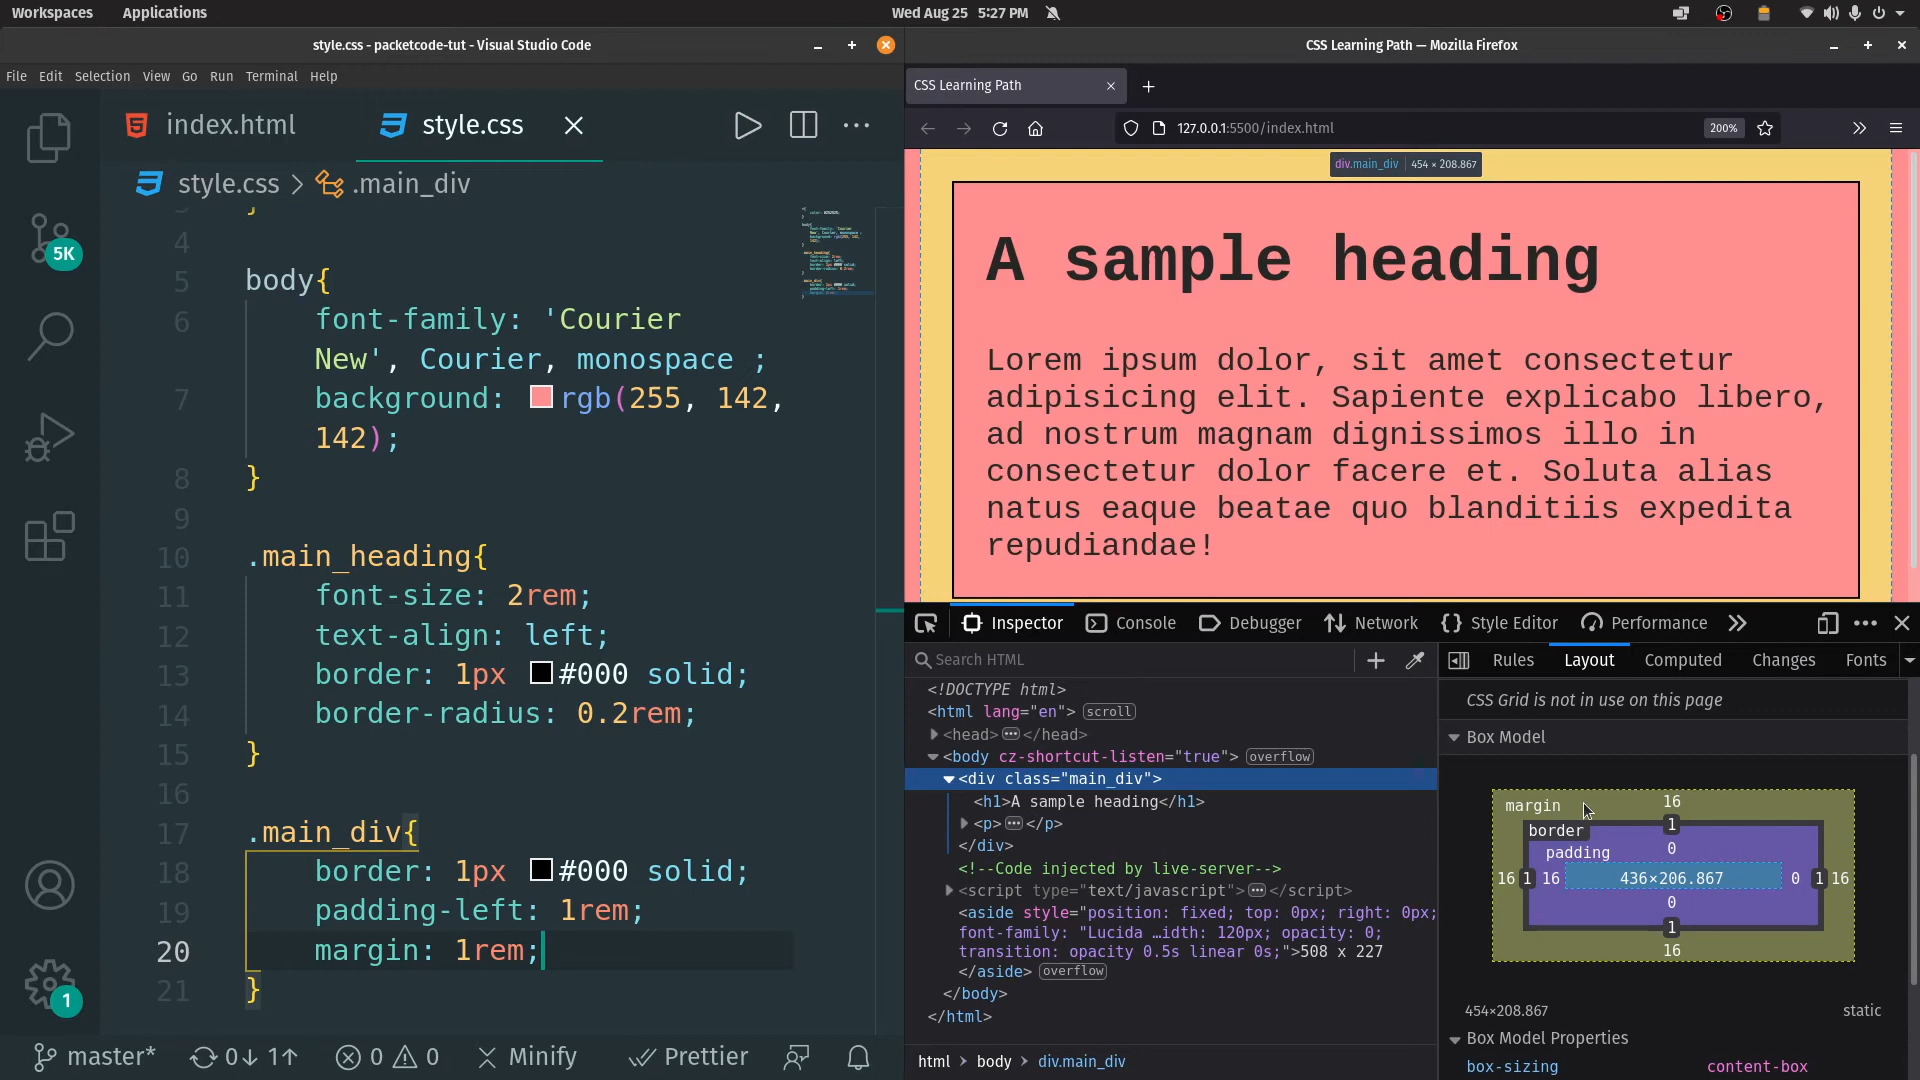 Workspaces Applications Wed Aug 25 5:27 PM
style.css - packetcode-tut - Visual Studio Code
File Edit Selection View Go Run Terminal Help
index.html style.css
style.css > .main_div
4
5 body{
6 font-family: 'Courier
New', Courier, monospace ;
7 background: rgb(255, 142,
142);
8 }
9
10 .main_heading{
11 font-size: 2rem;
12 text-align: left;
13 border: 1px #000 solid;
14 border-radius: 0.2rem;
15 }
16
17 .main_div{
18 border: 1px #000 solid;
19 padding-left: 1rem;
20 margin: 1rem;
21 }
5K
1
master* 0↓ 1↑ 0 0 Minify Prettier
CSS Learning Path — Mozilla Firefox
CSS Learning Path
127.0.0.1:5500/index.html 200%
div.main_div 454 × 208.867
A sample heading
Lorem ipsum dolor, sit amet consectetur
adipisicing elit. Sapiente explicabo libero,
ad nostrum magnam dignissimos illo in
consectetur dolor facere et. Soluta alias
natus eaque beatae quo blanditiis expedita
repudiandae!
Inspector Console Debugger Network Style Editor Performance
Search HTML
<!DOCTYPE html>
<html lang="en"> scroll
<head> </head>
<body cz-shortcut-listen="true"> overflow
<div class="main_div">
<h1>A sample heading</h1>
<p> </p>
</div>
<!--Code injected by live-server-->
<script type="text/javascript"> </script>
<aside style="position: fixed; top: 0px; right: 0px;
font-family: "Lucida …idth: 120px; opacity: 0;
transition: opacity 0.5s linear 0s;">508 x 227
</aside> overflow
</body>
</html>
html > body > div.main_div
Rules Layout Computed Changes Fonts
CSS Grid is not in use on this page
Box Model
margin 16
border 1
padding 0
16 1 16 436×206.867 0 1 16
0
1
16
454×208.867 static
Box Model Properties
box-sizing content-box